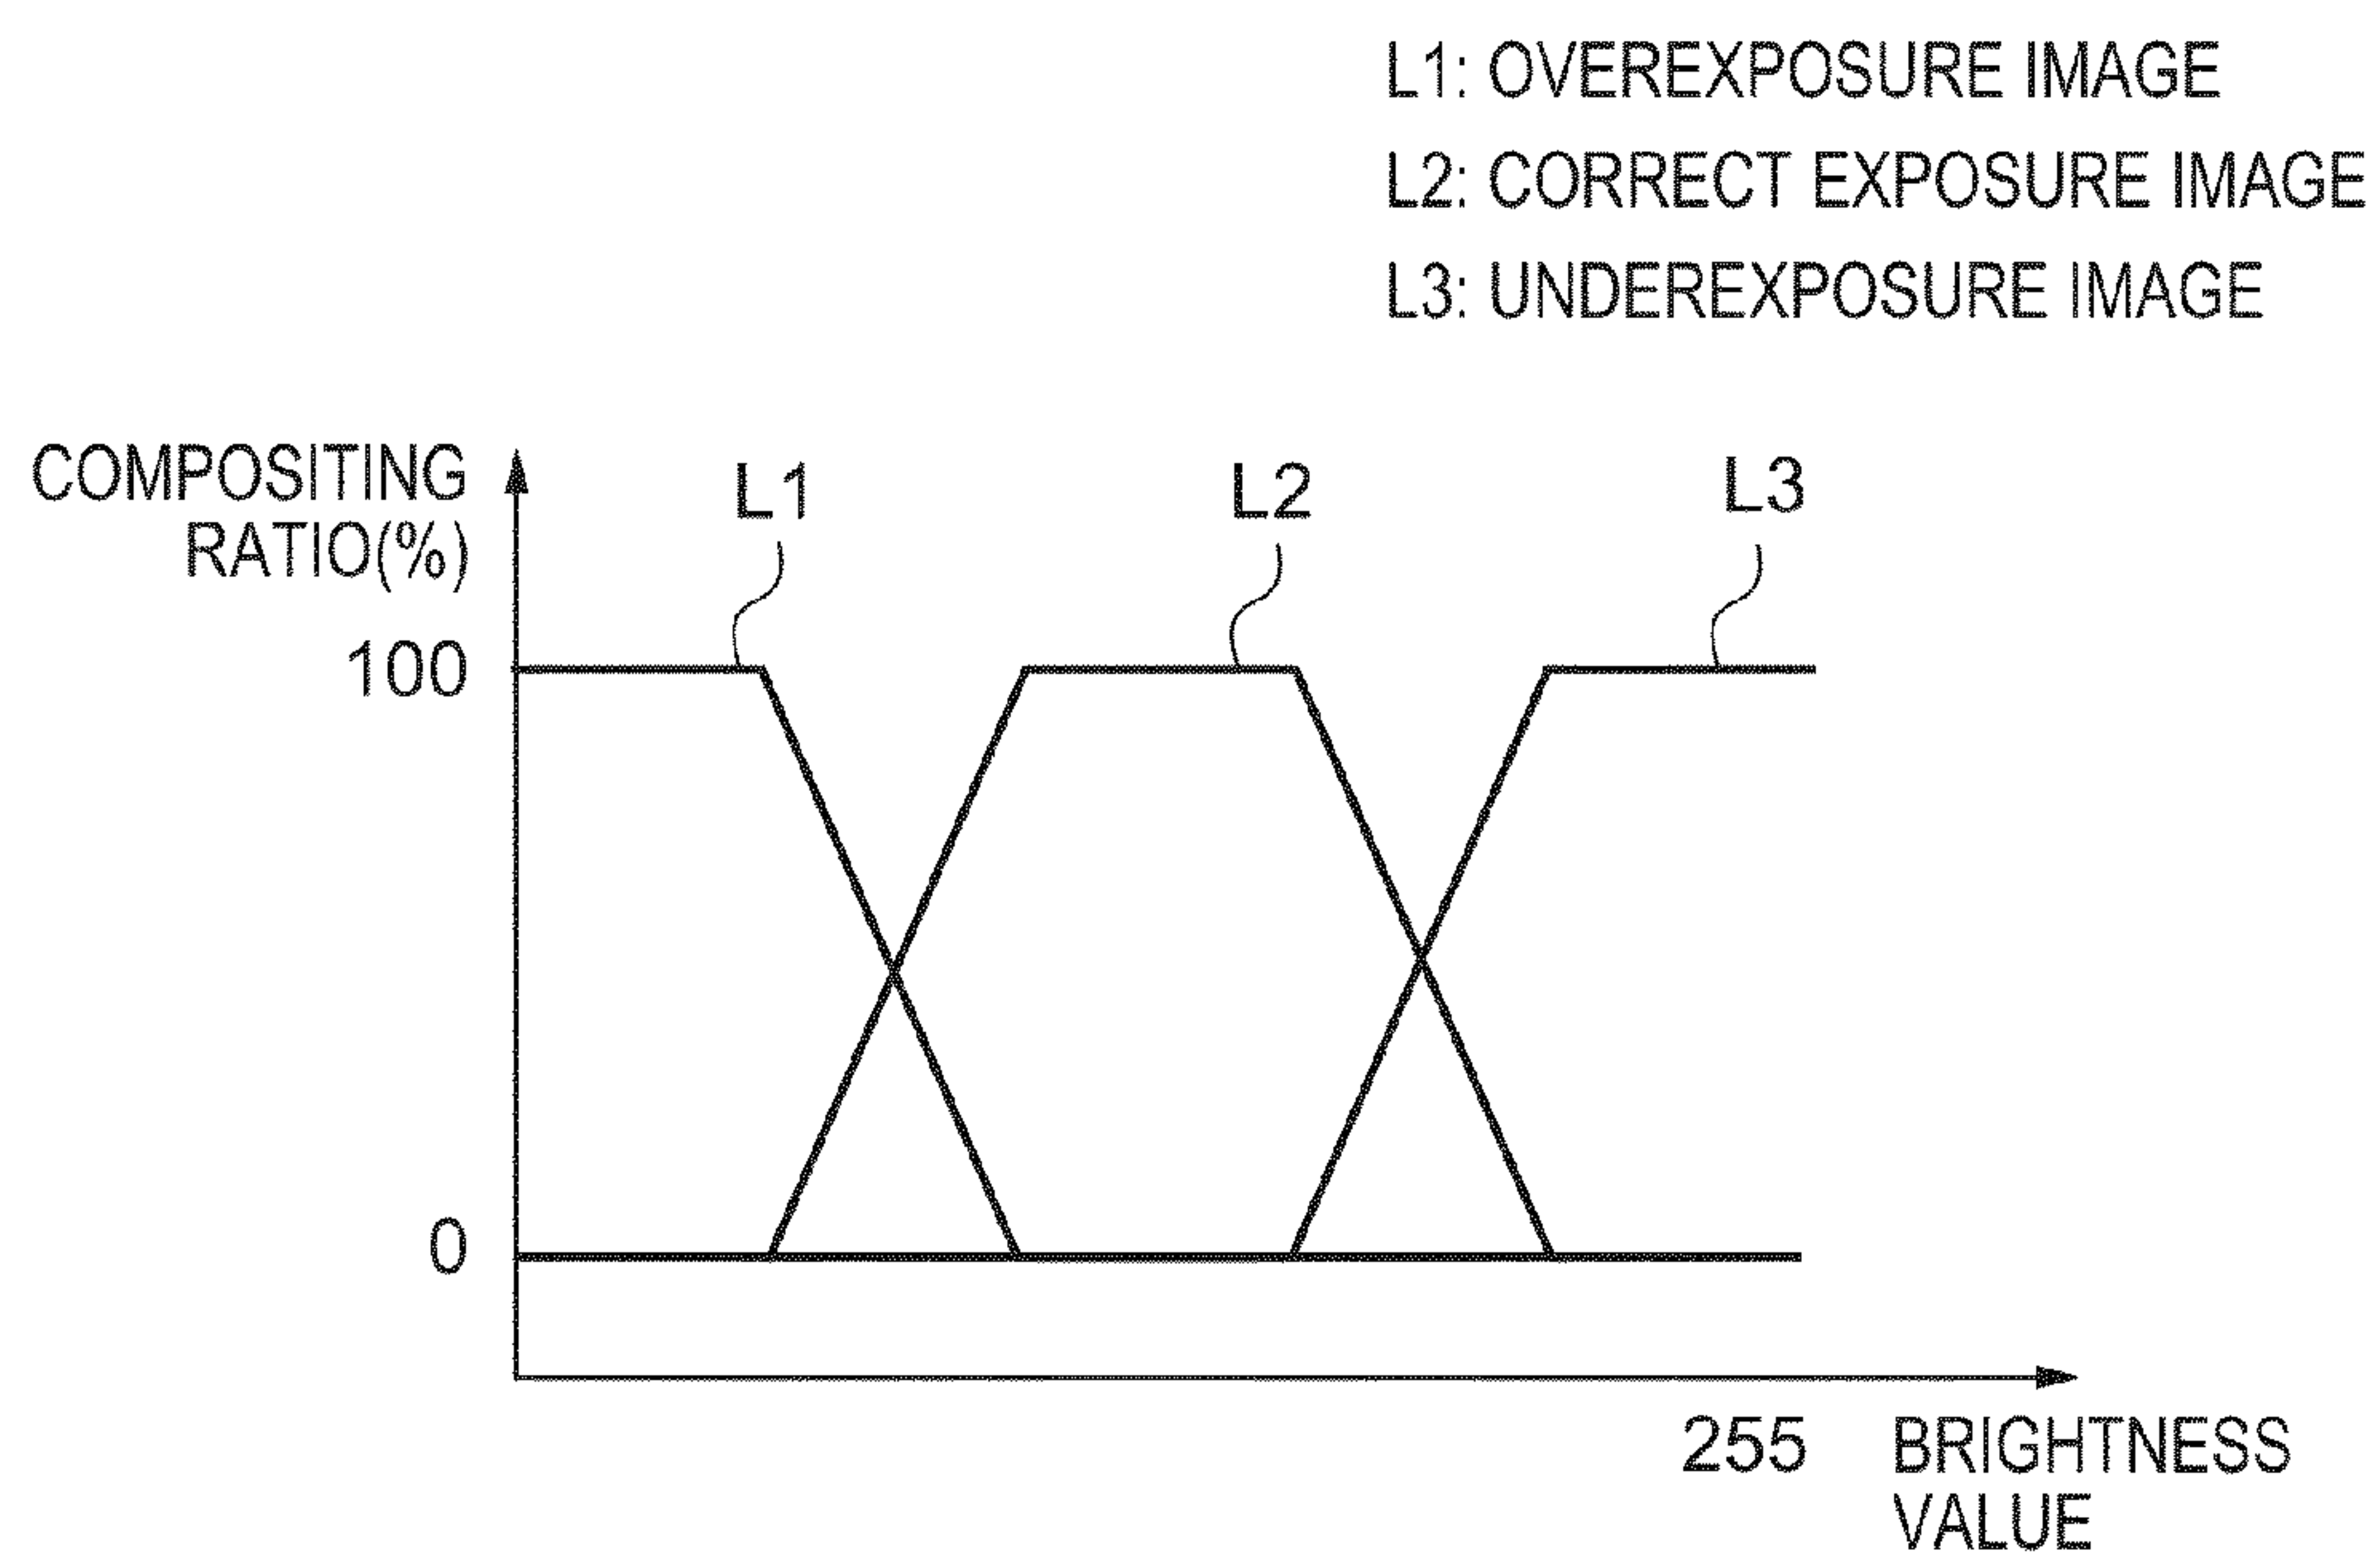 L1: OVEREXPOSURE IMAGE
L2: CORRECT EXPOSURE IMAGE
L3: UNDEREXPOSURE IMAGE
COMPOSITING
RATIO(%)
L1
L2
L3
100
0
255
BRIGHTNESS
VALUE